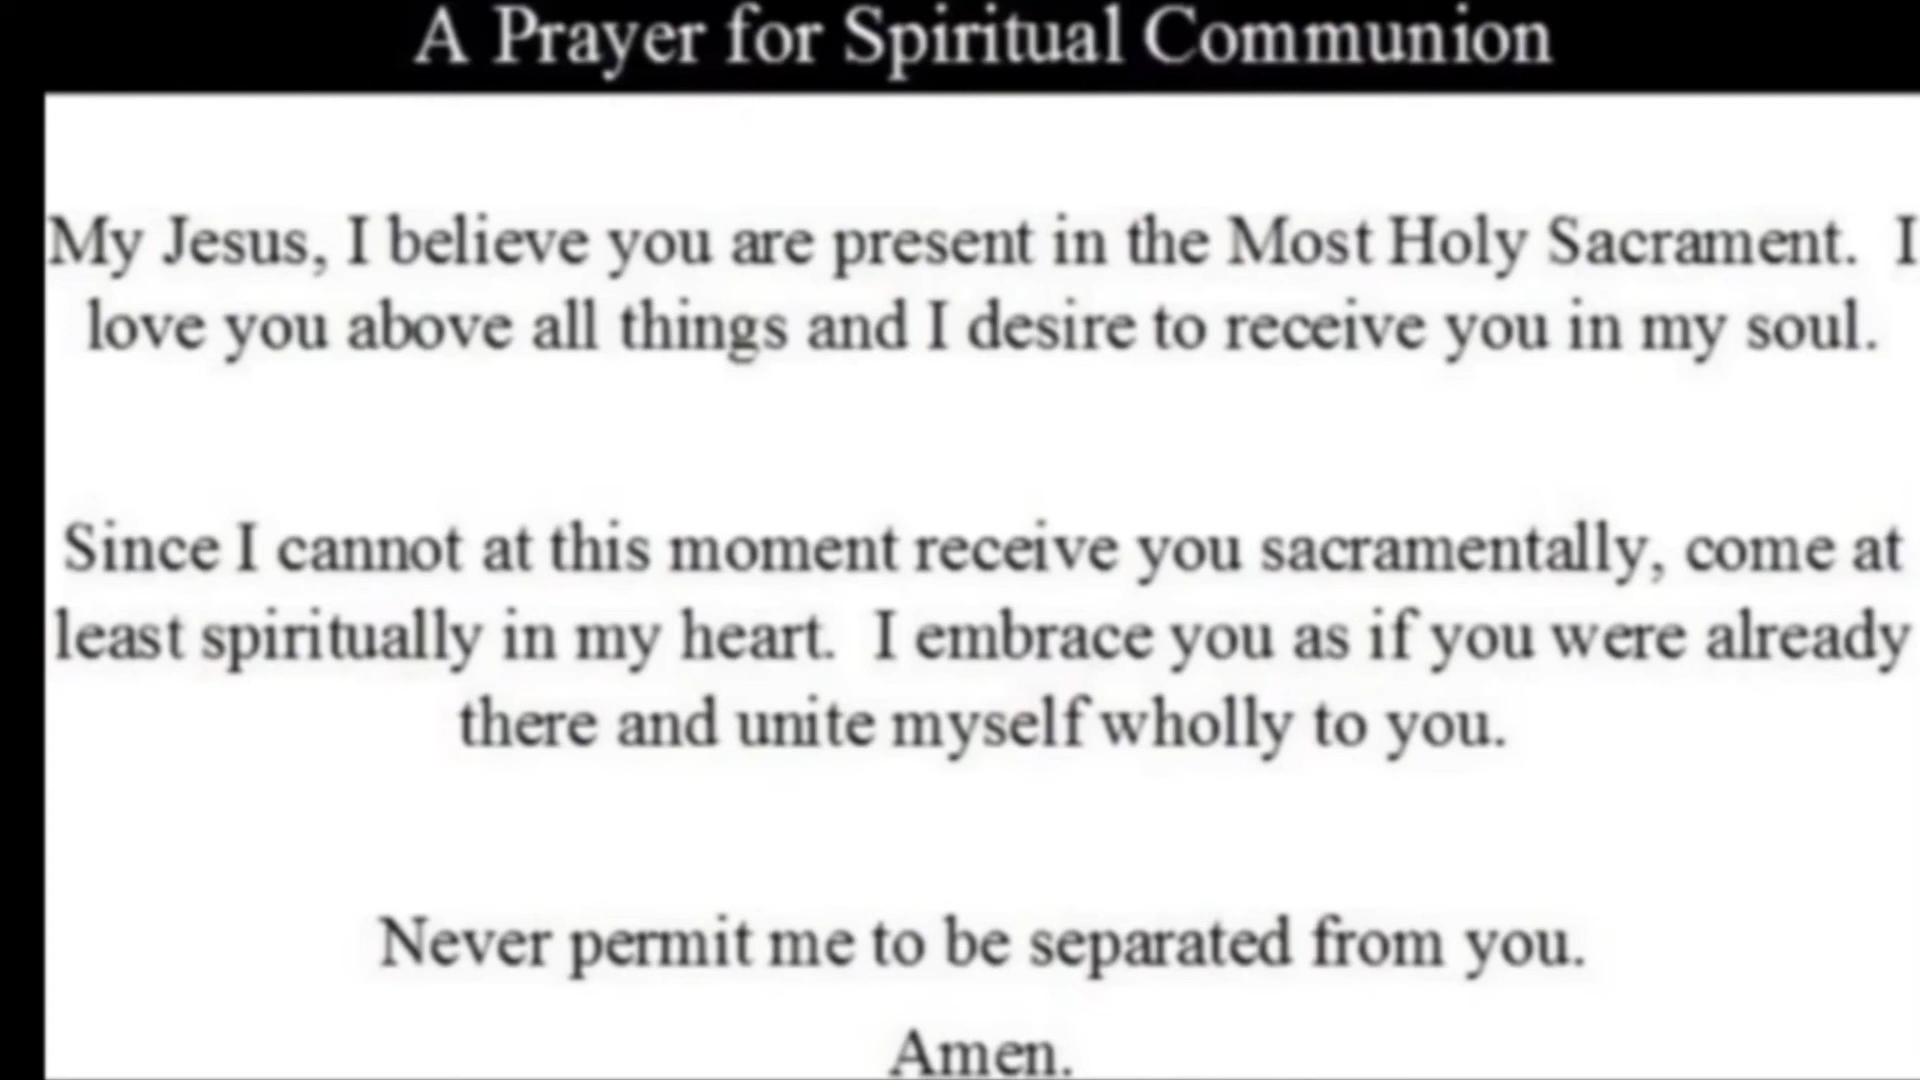 A Prayer for Spiritual Communion
My Jesus, I believe you are present in the Most Holy Sacrament.  I
love you above all things and I desire to receive you in my soul.
Since I cannot at this moment receive you sacramentally, come at
least spiritually in my heart.  I embrace you as if you were already
there and unite myself wholly to you.
Never permit me to be separated from you.
Amen.